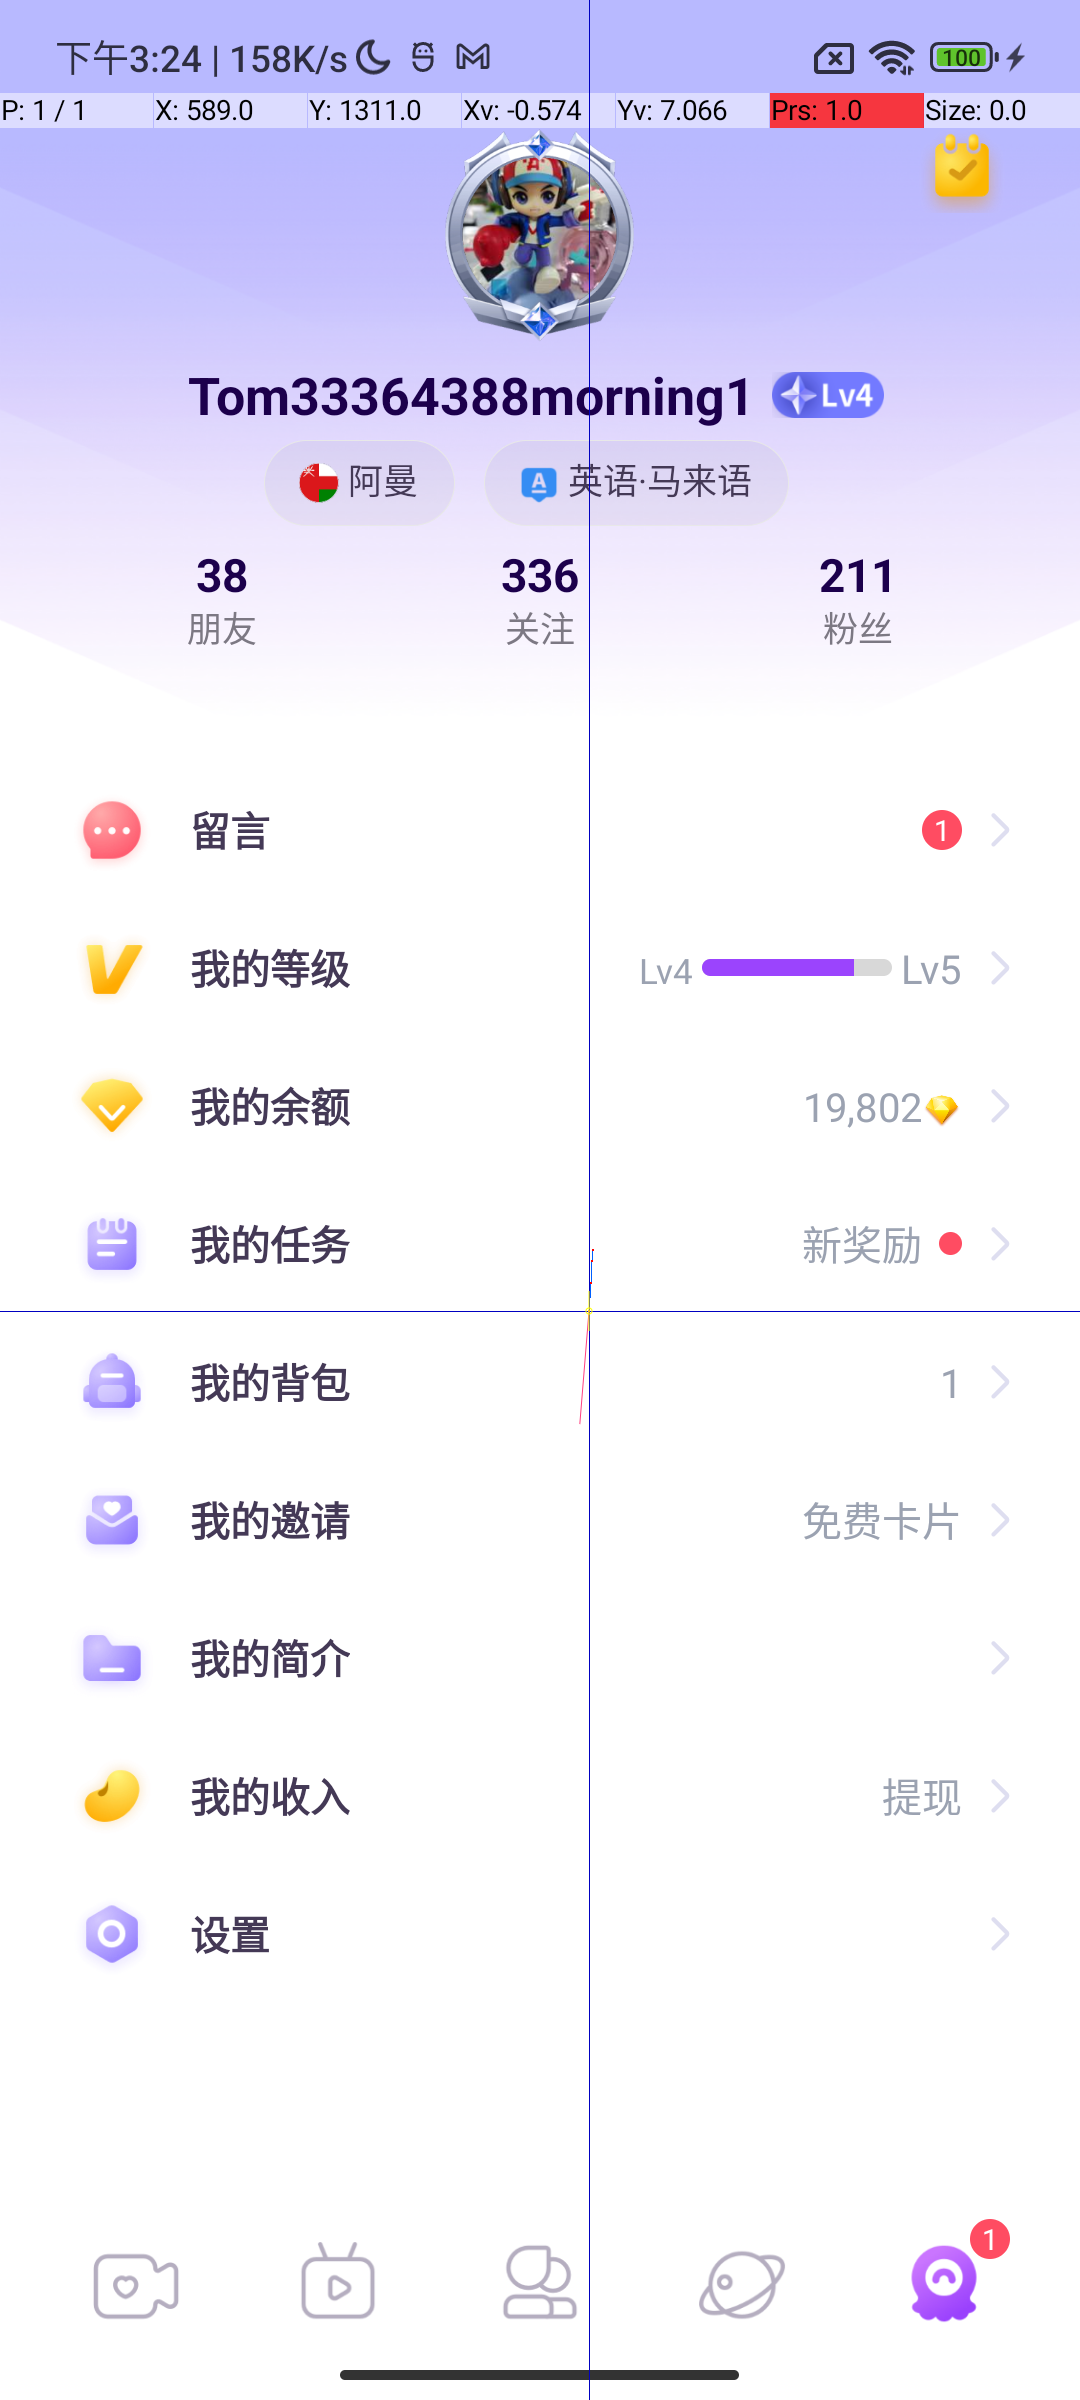 下午3:24 | 158K/s 100
P: 1 / 1 X: 589.0 Y: 1311.0 Xv: -0.574 Yv: 7.066 Prs: 1.0 Size: 0.0
A
Tom33364388morning1 Lv4
阿曼 A 英语·马来语
38 336 211
朋友 关注 粉丝
留言 1
我的等级 Lv4 Lv5
我的余额 19,802
我的任务 新奖励
我的背包 1
我的邀请 免费卡片
我的简介
我的收入 提现
设置
1